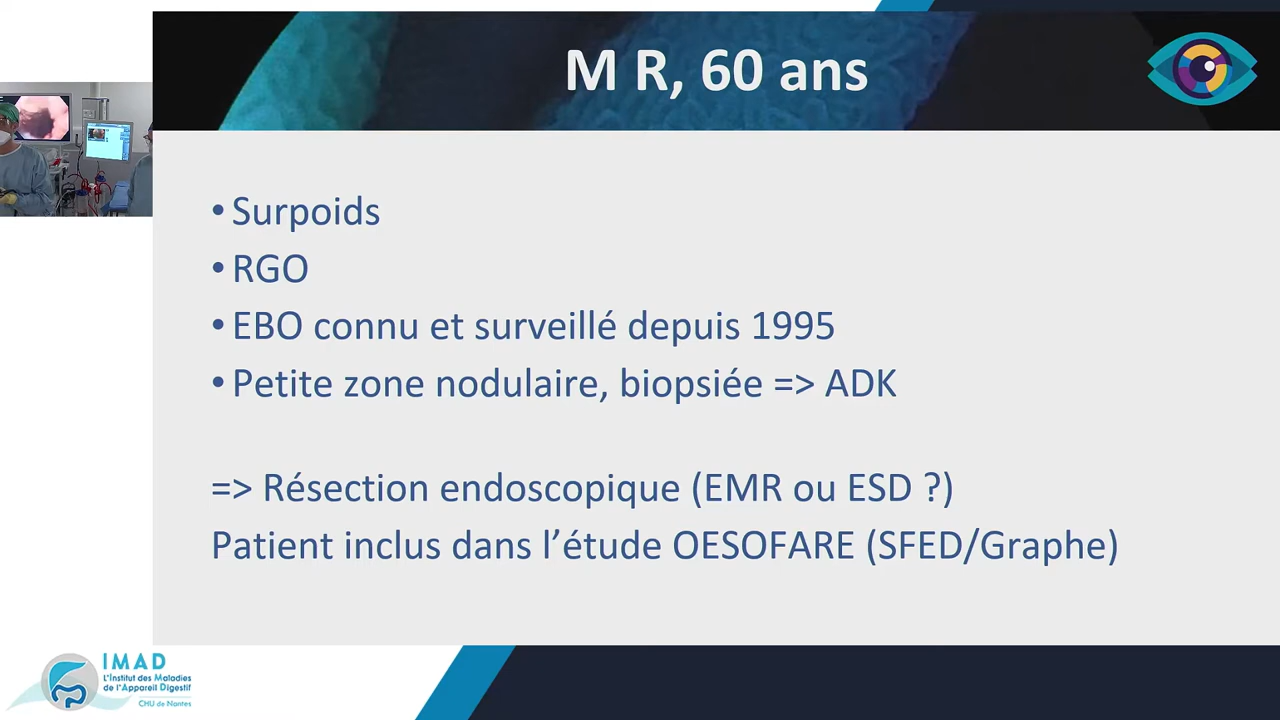 M R, 60 ans
• Surpoids
• RGO
• EBO connu et surveillé depuis 1995
• Petite zone nodulaire, biopsiée => ADK
=> Résection endoscopique (EMR ou ESD ?)
Patient inclus dans l’étude OESOFARE (SFED/Graphe)
IMAD
L'Institut des Maladies
de l'Appareil Digestif
CHU de Nantes